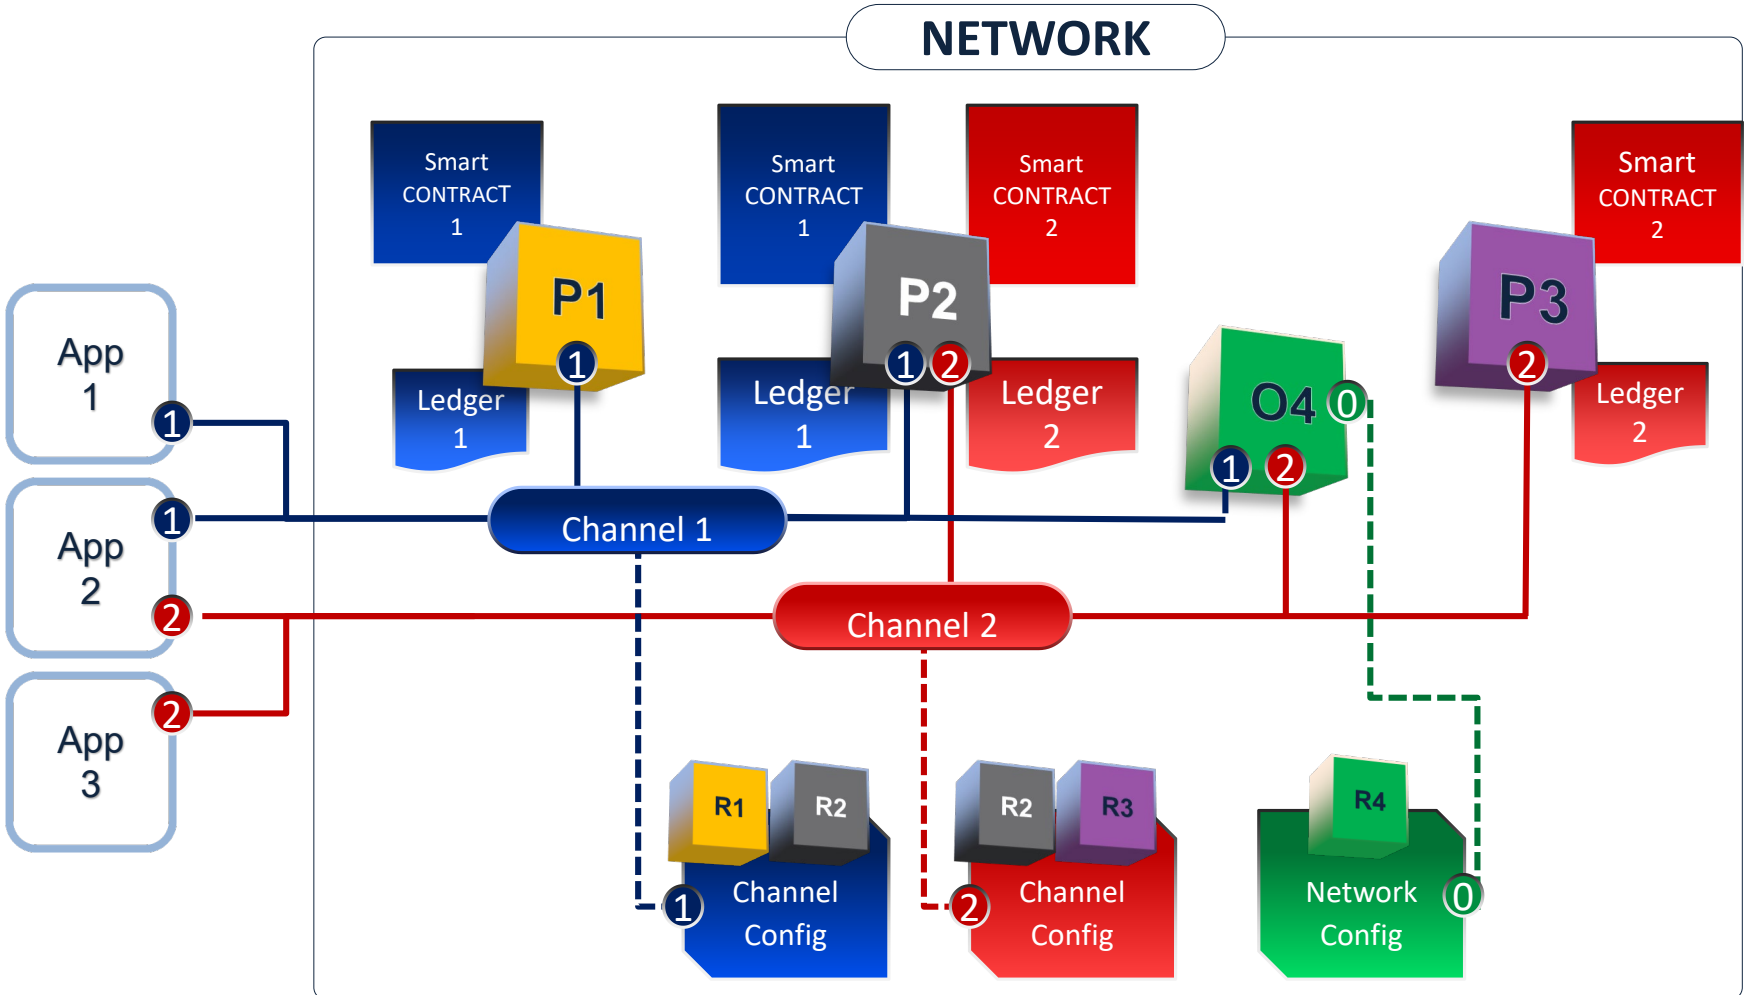 NETWORK
Smart
CONTRACT
1
Smart
CONTRACT
1
Smart
CONTRACT
2
Smart
CONTRACT
2
P1
1
P2
1
2
P3
2
Ledger
1
Ledger
1
Ledger
2
Ledger
2
O4
0
1
2
App
1
1
App
2
1
2
App
3
2
Channel 1
Channel 2
R1
R2
Channel
Config
1
R2
R3
Channel
Config
2
R4
Network
Config
0